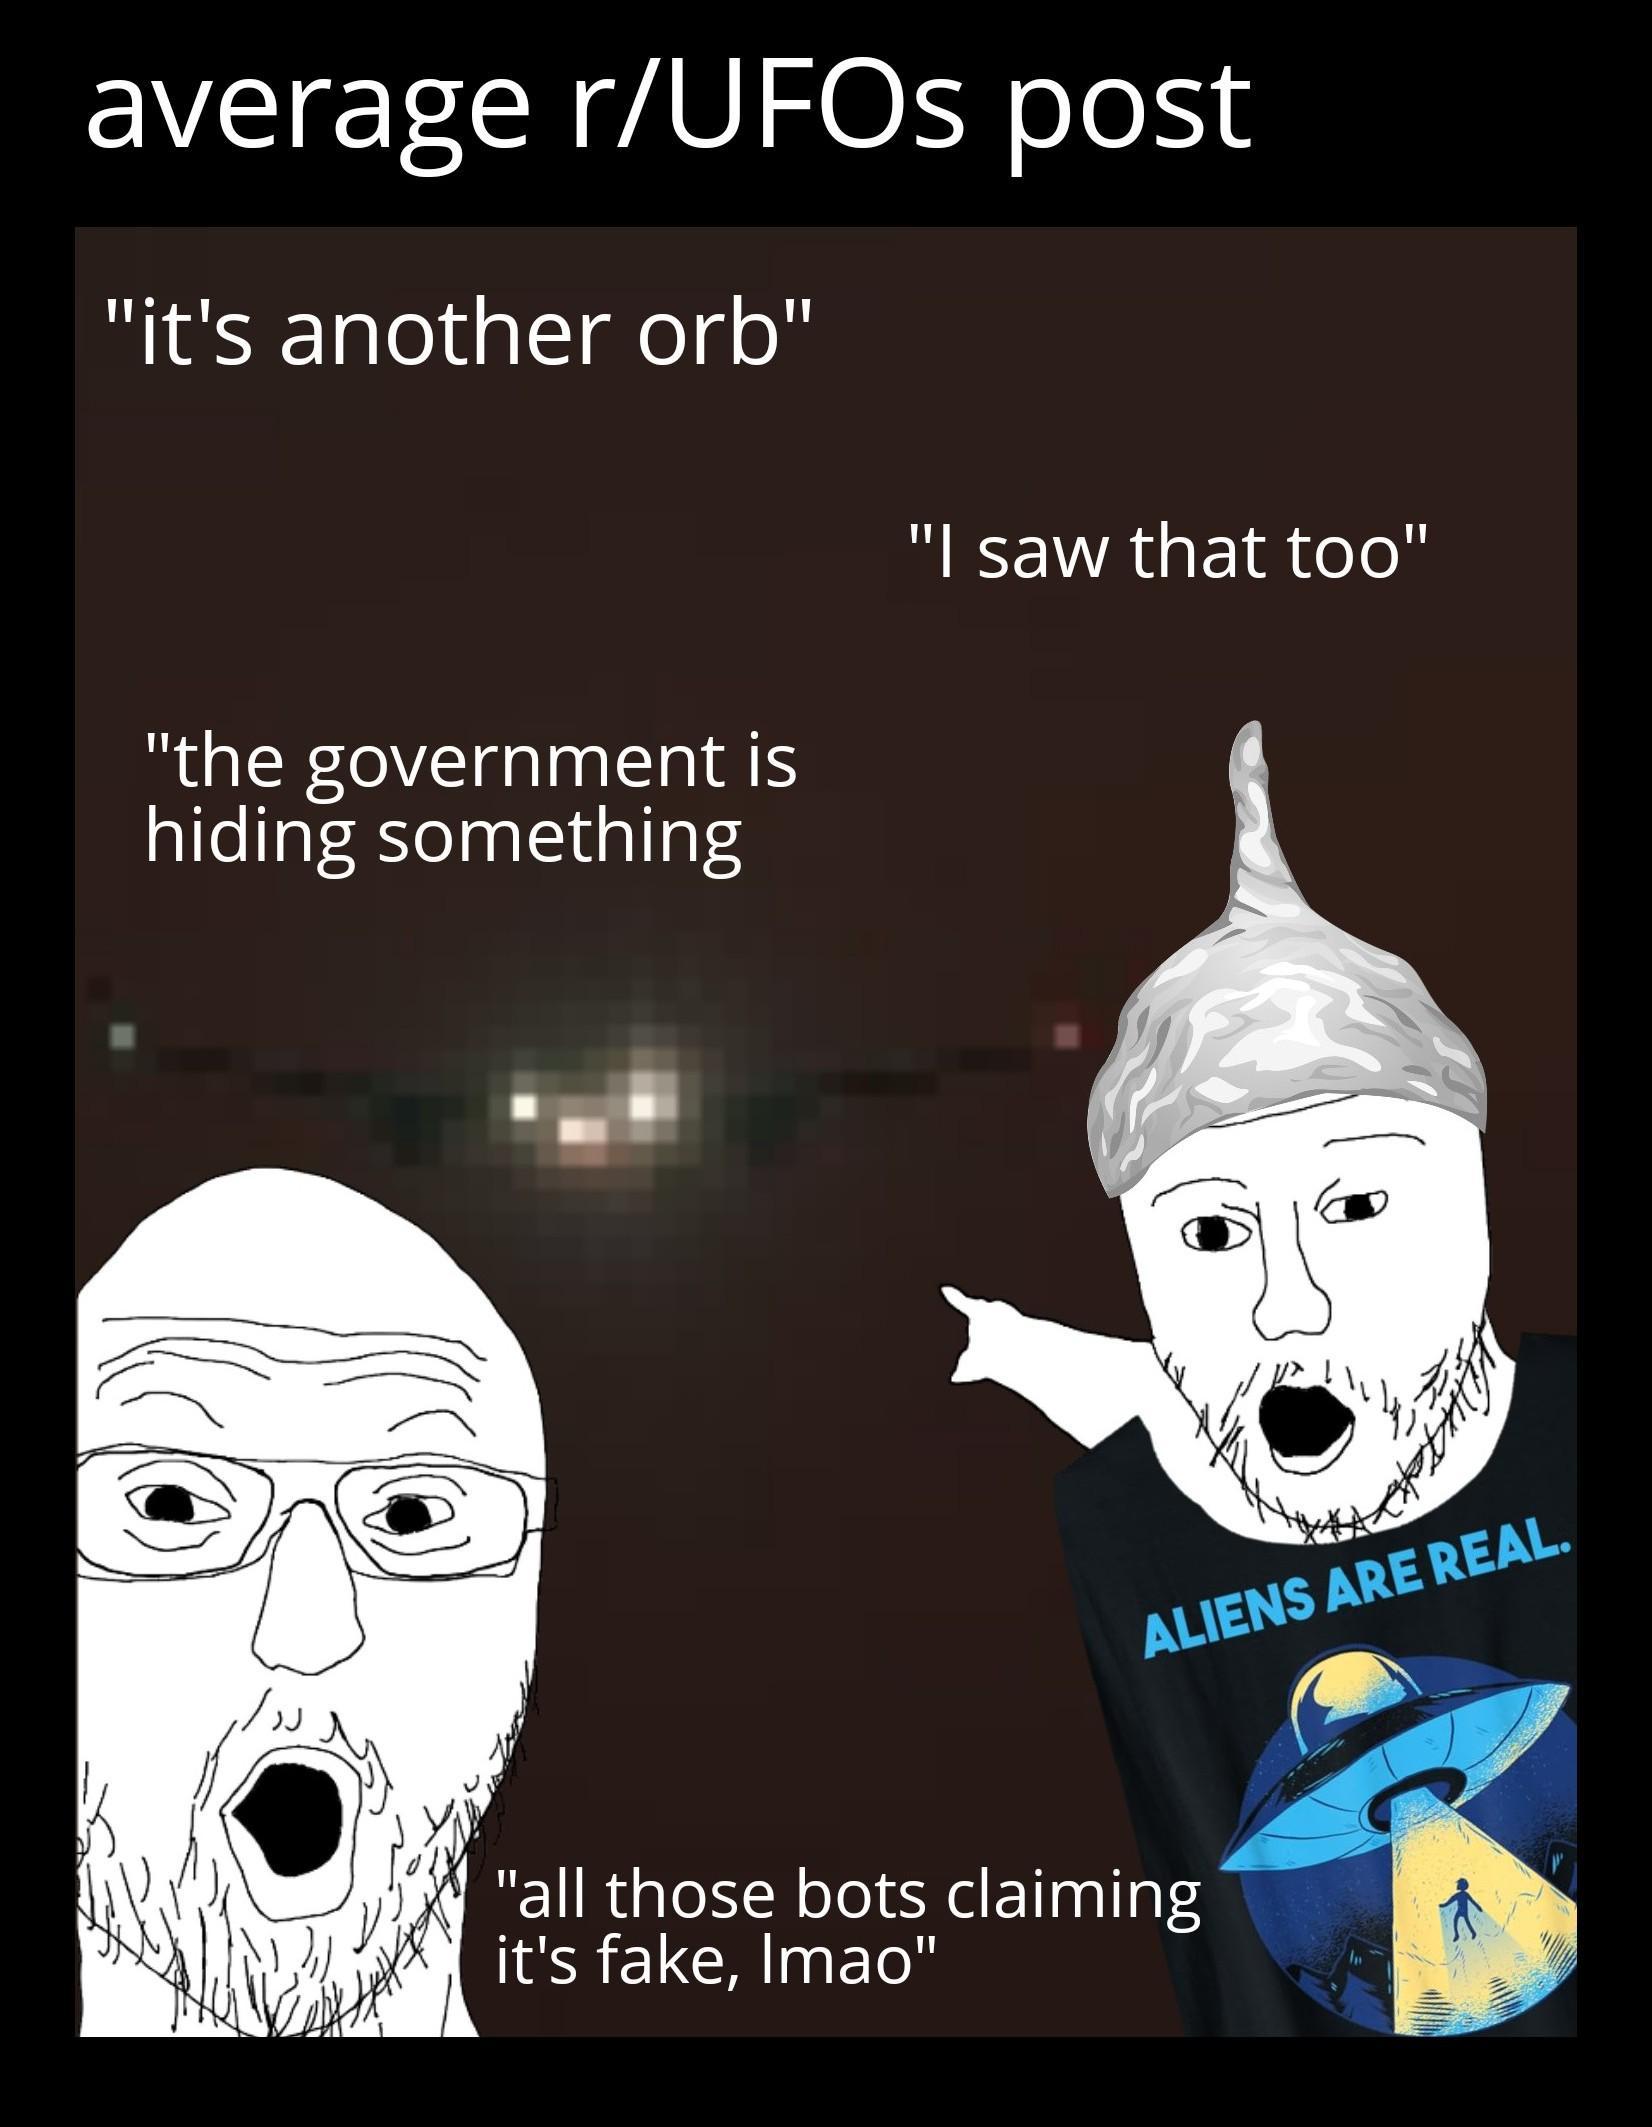 average r/UFOs post
"it's another orb"
"I saw that too"
"the government is
hiding something
ALIENS ARE REAL.
"all those bots claiming
it's fake, lmao"